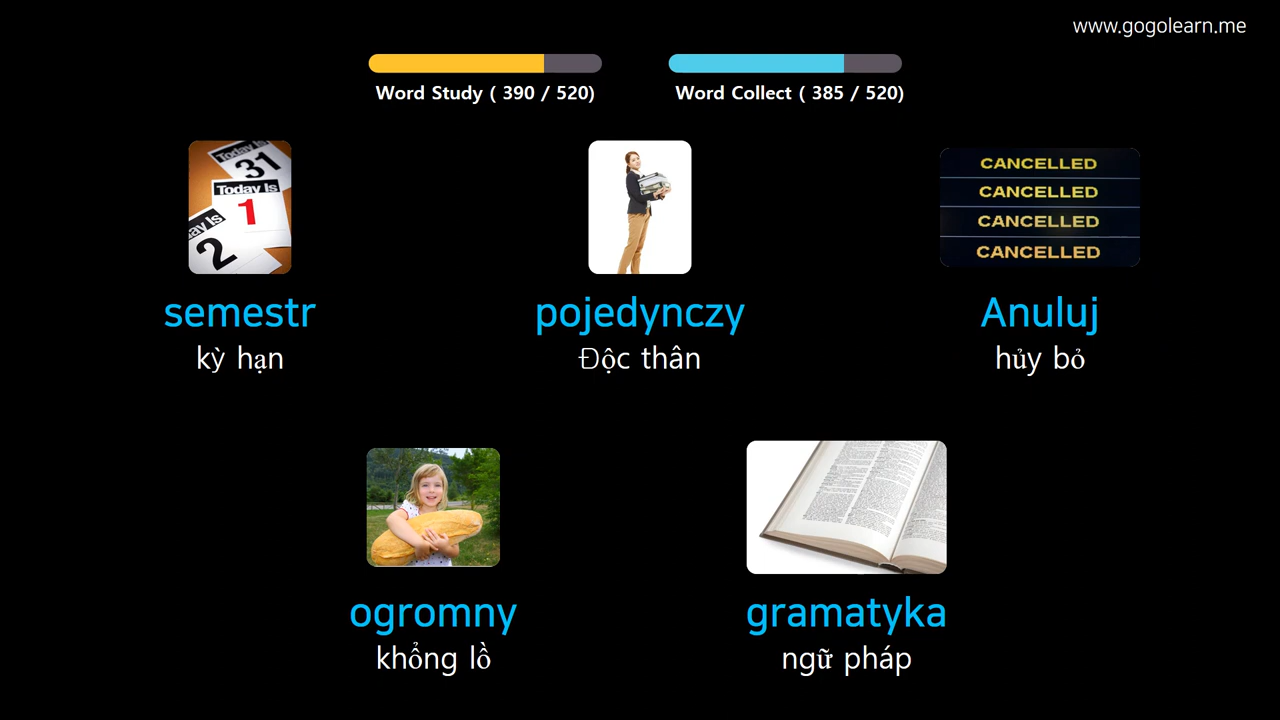 www.gogolearn.me
Word Study ( 390 / 520)
Word Collect ( 385 / 520)
Today Is
31
Today Is
1
ay Is
2
CANCELLED
CANCELLED
CANCELLED
CANCELLED
semestr
kỳ hạn
pojedynczy
Độc thân
Anuluj
hủy bỏ
ogromny
khổng lồ
gramatyka
ngữ pháp